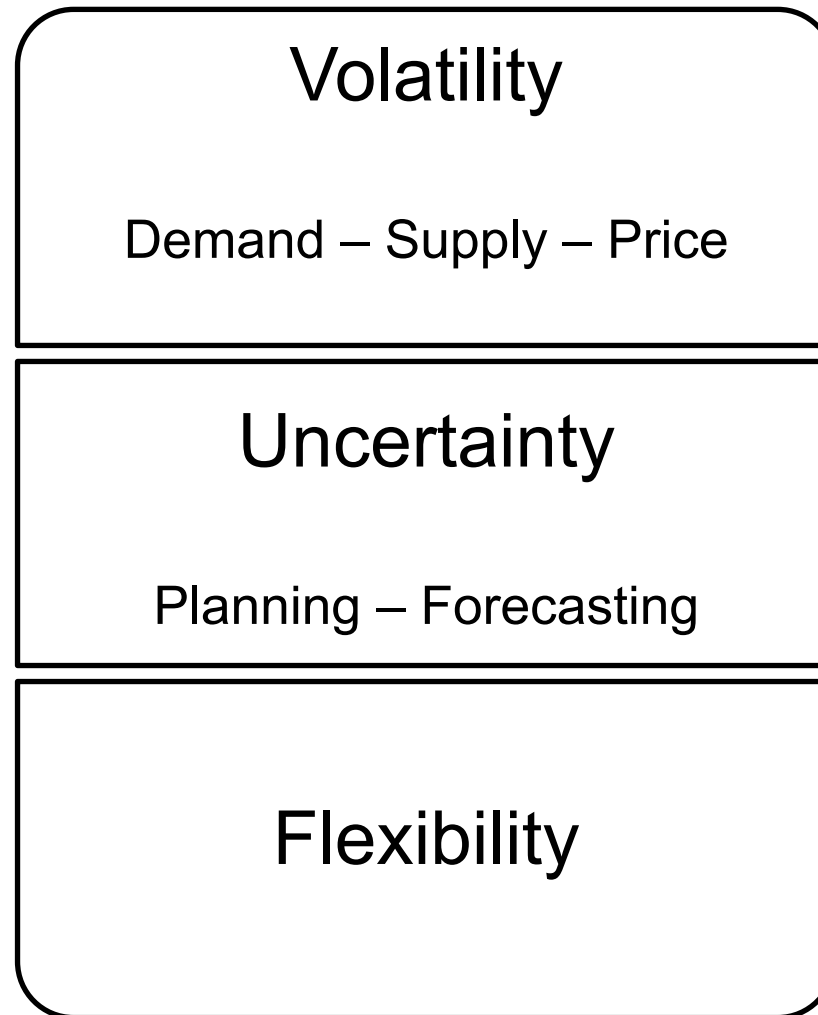 Volatility
Demand – Supply – Price
Uncertainty
Planning – Forecasting
Flexibility